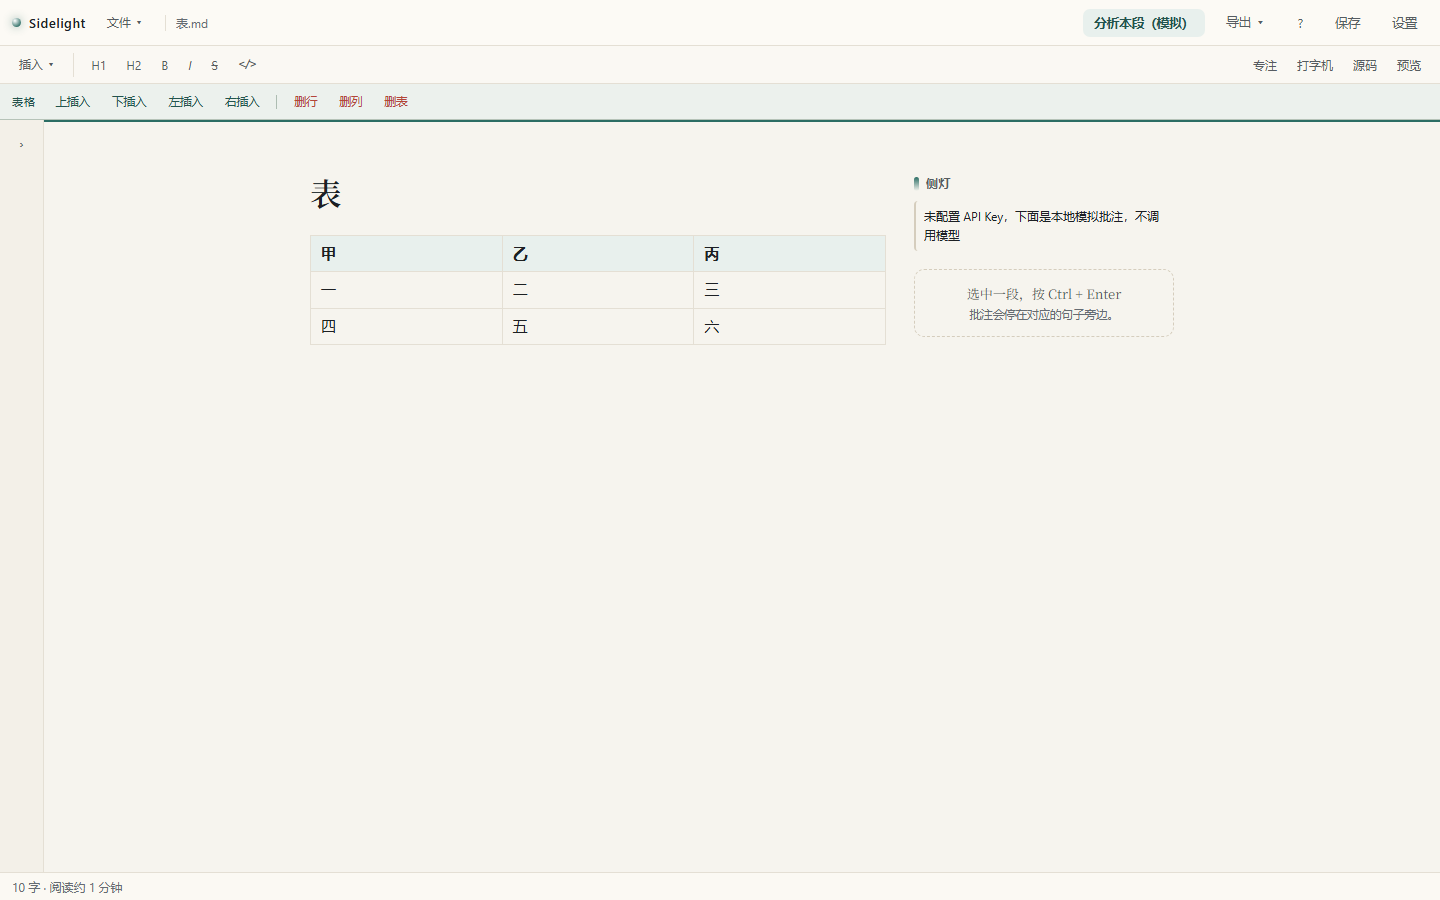 Sidelight 文件 ▾ 表.md 分析本段（模拟） 导出 ▾ ? 保存 设置
插入 ▾ H1 H2 B I S </> 专注 打字机 源码 预览
表格 上插入 下插入 左插入 右插入 删行 删列 删表
›
表
甲 乙 丙
一 二 三
四 五 六
侧灯
未配置 API Key，下面是本地模拟批注，不调
用模型
选中一段，按 Ctrl + Enter
批注会停在对应的句子旁边。
10 字 · 阅读约 1 分钟